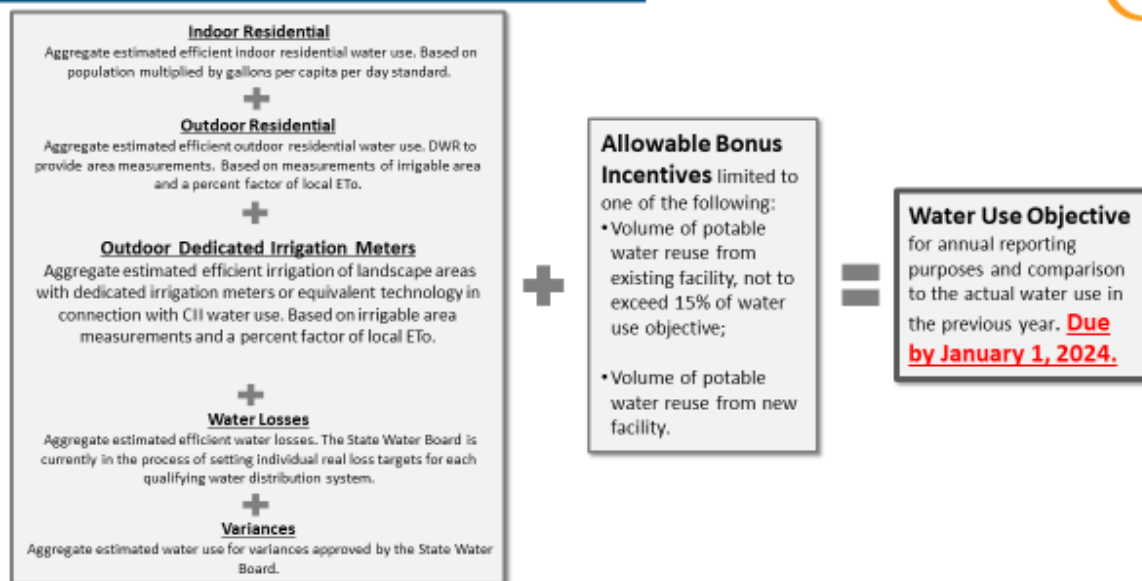 Indoor Residential
Aggregate estimated efficient indoor residential water use. Based on
population multiplied by gallons per capita per day standard.
+
Outdoor Residential
Aggregate estimated efficient outdoor residential water use. DWR to
provide area measurements. Based on measurements of irrigable area
and a percent factor of local ETo.
+
Outdoor Dedicated Irrigation Meters
Aggregate estimated efficient irrigation of landscape areas
with dedicated irrigation meters or equivalent technology in
connection with CII water use. Based on irrigable area
measurements and a percent factor of local ETo.
+
Water Losses
Aggregate estimated efficient water losses. The State Water Board is
currently in the process of setting individual real loss targets for each
qualifying water distribution system.
+
Variances
Aggregate estimated water use for variances approved by the State Water
Board.
+
Allowable Bonus
Incentives limited to
one of the following:
•Volume of potable
water reuse from
existing facility, not to
exceed 15% of water
use objective;
•Volume of potable
water reuse from new
facility.
=
Water Use Objective
for annual reporting
purposes and comparison
to the actual water use in
the previous year. Due
by January 1, 2024.